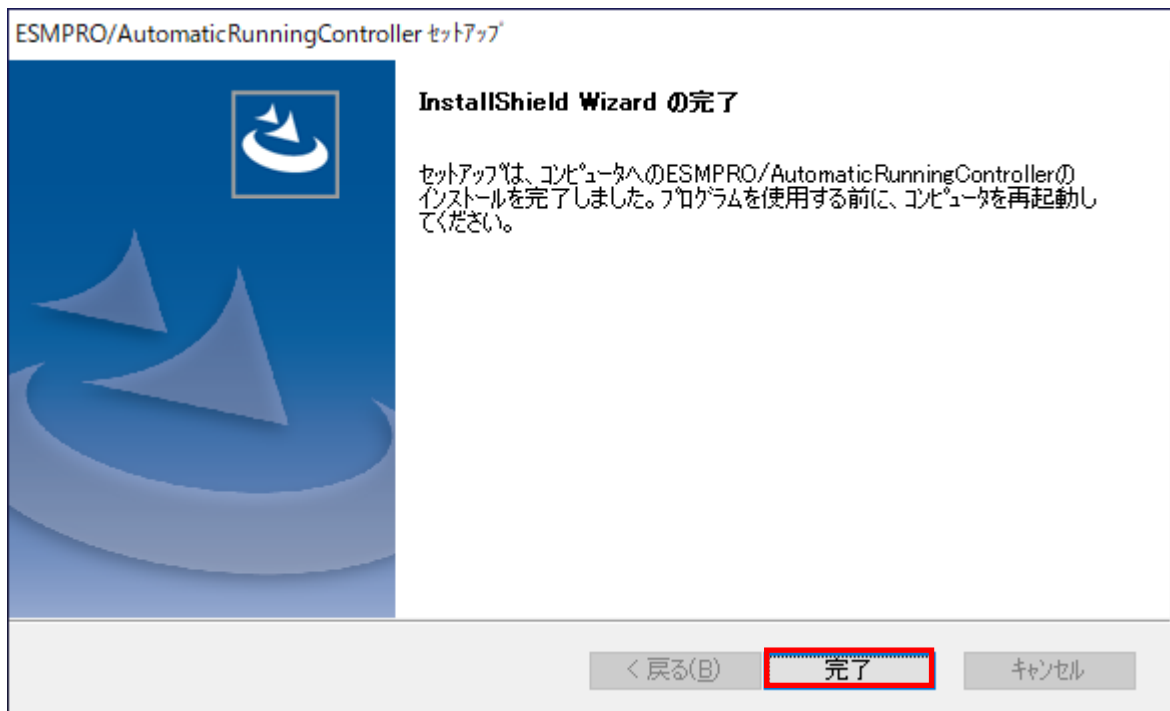 ESMPRO/AutomaticRunningController ｾｯﾄｱｯﾌﾟ
InstallShield Wizard の完了
ｾｯﾄｱｯﾌﾟは、ｺﾝﾋﾟｭｰﾀへのESMPRO/AutomaticRunningControllerの
ｲﾝｽﾄｰﾙを完了しました。ﾌﾟﾛｸﾞﾗﾑを使用する前に、ｺﾝﾋﾟｭｰﾀを再起動し
てください。
< 戻る(B)
完了
ｷｬﾝｾﾙ